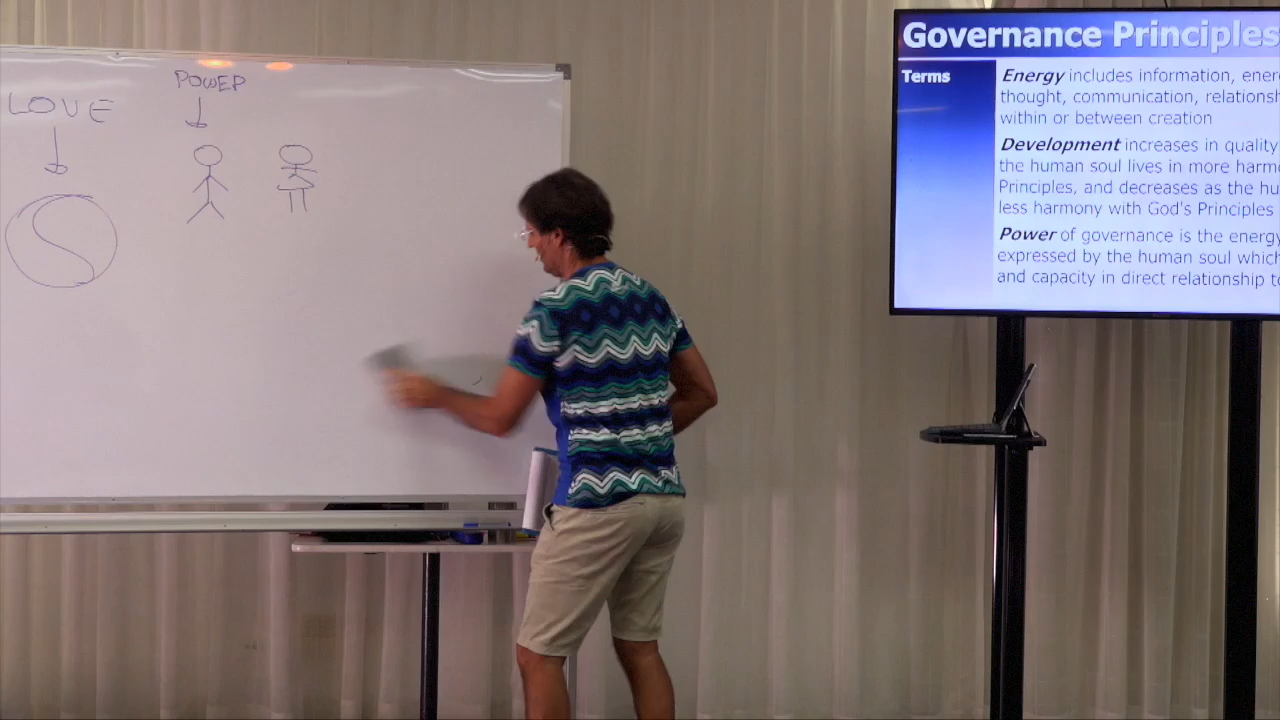 LOVE
POWER
Governance Principles
Terms
Energy includes information, ener
thought, communication, relations
within or between creation
Development increases in quality
the human soul lives in more harm
Principles, and decreases as the hu
less harmony with God's Principles
Power of governance is the energy
expressed by the human soul which
and capacity in direct relationship to